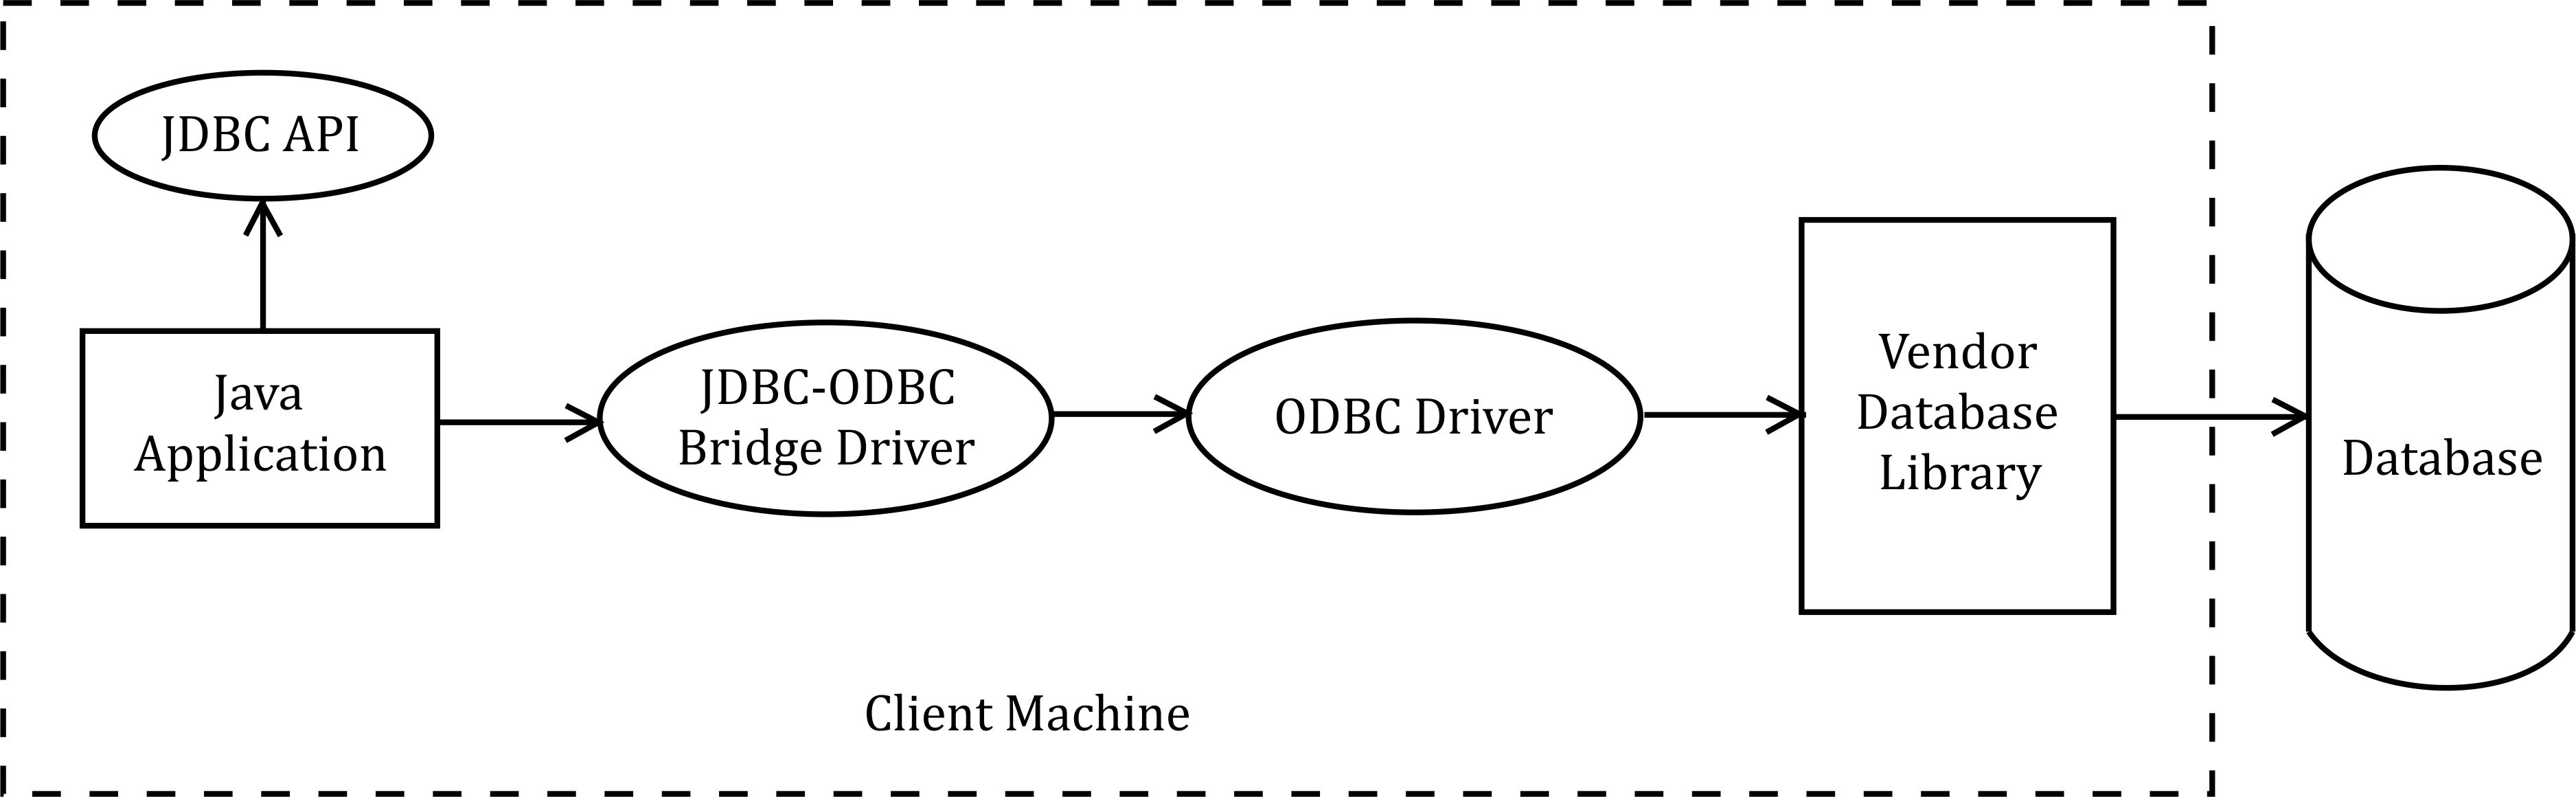 JDBC API
Java
Application
JDBC-ODBC
Bridge Driver
ODBC Driver
Vendor
Database
Library
Database
Client Machine